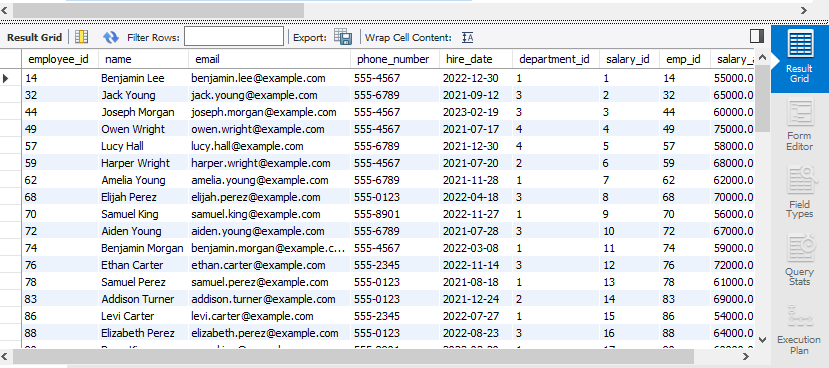 Result Grid Filter Rows: Export: Wrap Cell Content:
employee_id name email phone_number hire_date department_id salary_id emp_id salary_a
14 Benjamin Lee benjamin.lee@example.com 555-4567 2022-12-30 1 1 14 55000.0
32 Jack Young jack.young@example.com 555-6789 2021-09-12 3 2 32 65000.0
44 Joseph Morgan joseph.morgan@example.com 555-4567 2023-02-19 3 3 44 60000.0
49 Owen Wright owen.wright@example.com 555-4567 2021-07-17 4 4 49 75000.0
57 Lucy Hall lucy.hall@example.com 555-6789 2021-12-30 4 5 57 58000.0
59 Harper Wright harper.wright@example.com 555-4567 2021-07-20 2 6 59 68000.0
62 Amelia Young amelia.young@example.com 555-6789 2021-11-28 1 7 62 62000.0
68 Elijah Perez elijah.perez@example.com 555-0123 2022-04-18 3 8 68 70000.0
70 Samuel King samuel.king@example.com 555-8901 2022-11-27 1 9 70 56000.0
72 Aiden Young aiden.young@example.com 555-6789 2021-07-28 3 10 72 67000.0
74 Benjamin Morgan benjamin.morgan@example.c... 555-4567 2022-03-08 1 11 74 59000.0
76 Ethan Carter ethan.carter@example.com 555-2345 2022-11-14 3 12 76 72000.0
78 Samuel Perez samuel.perez@example.com 555-0123 2021-08-18 1 13 78 61000.0
83 Addison Turner addison.turner@example.com 555-0123 2021-12-24 2 14 83 69000.0
86 Levi Carter levi.carter@example.com 555-2345 2022-07-27 1 15 86 54000.0
88 Elizabeth Perez elizabeth.perez@example.com 555-0123 2022-08-23 3 16 88 64000.0
Result
Grid
Form
Editor
Field
Types
Query
Stats
Execution
Plan